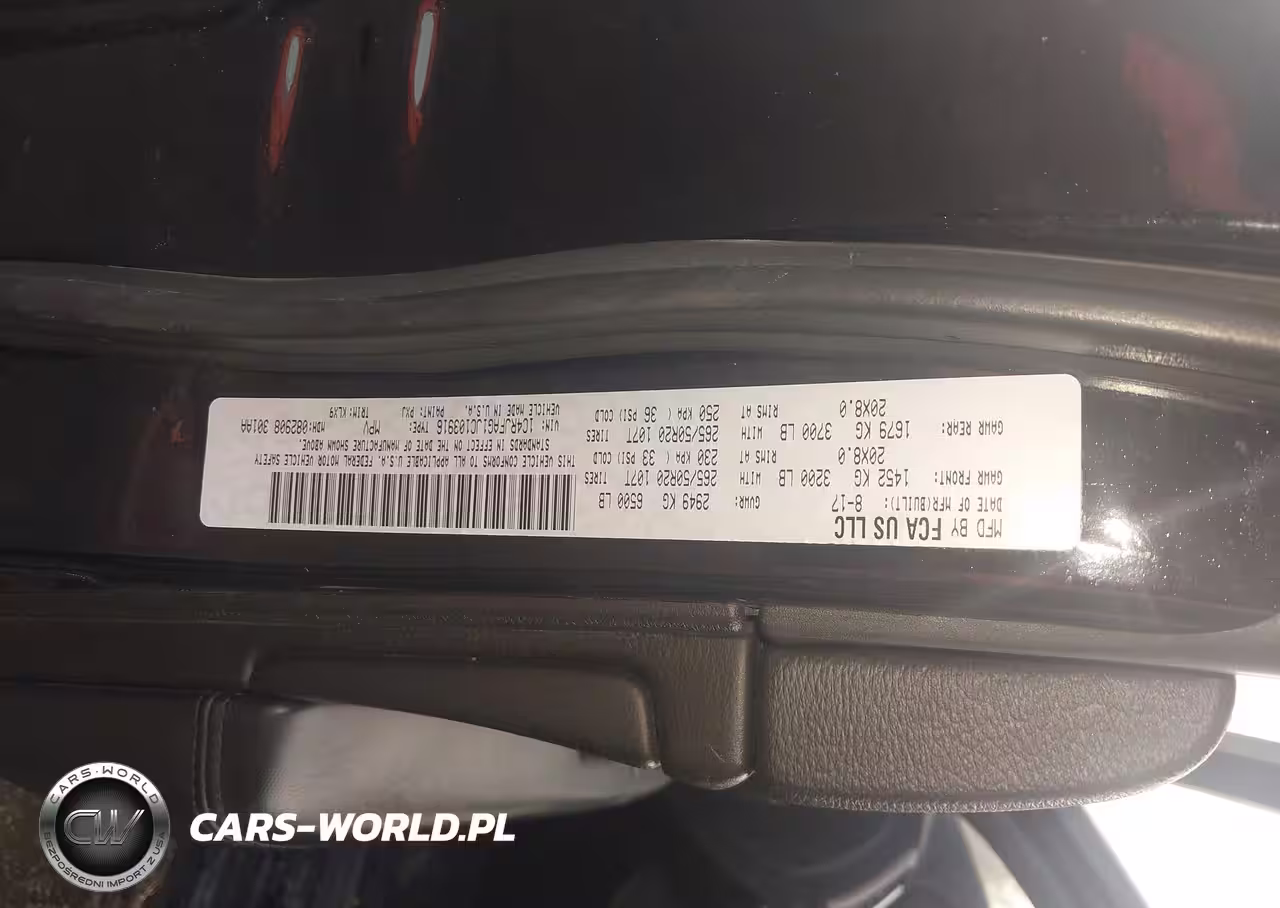 MFD BY FCA US LLC
DATE OF MFR(BUILT): 8-17 GVWR: 2949 KG 6500 LB
GAWR FRONT: 1452 KG 3200 LB WITH 265/50R20 107T TIRES
20X8.0 RIMS AT 230 KPA ( 33 PSI) COLD
GAWR REAR: 1679 KG 3700 LB WITH 265/50R20 107T TIRES
20X8.0 RIMS AT 250 KPA ( 36 PSI) COLD
THIS VEHICLE CONFORMS TO ALL APPLICABLE U.S.A. FEDERAL MOTOR VEHICLE SAFETY
STANDARDS IN EFFECT ON THE DATE OF MANUFACTURE SHOWN ABOVE.
VIN: 1C4RJFAG1JC103916 TYPE: MPV MDH:082908 301AA
VEHICLE MADE IN U.S.A. PAINT: PXJ TRIM: KLX9
CARS-WORLD
CW
BEZPOŚREDNI IMPORT Z USA
CARS-WORLD.PL